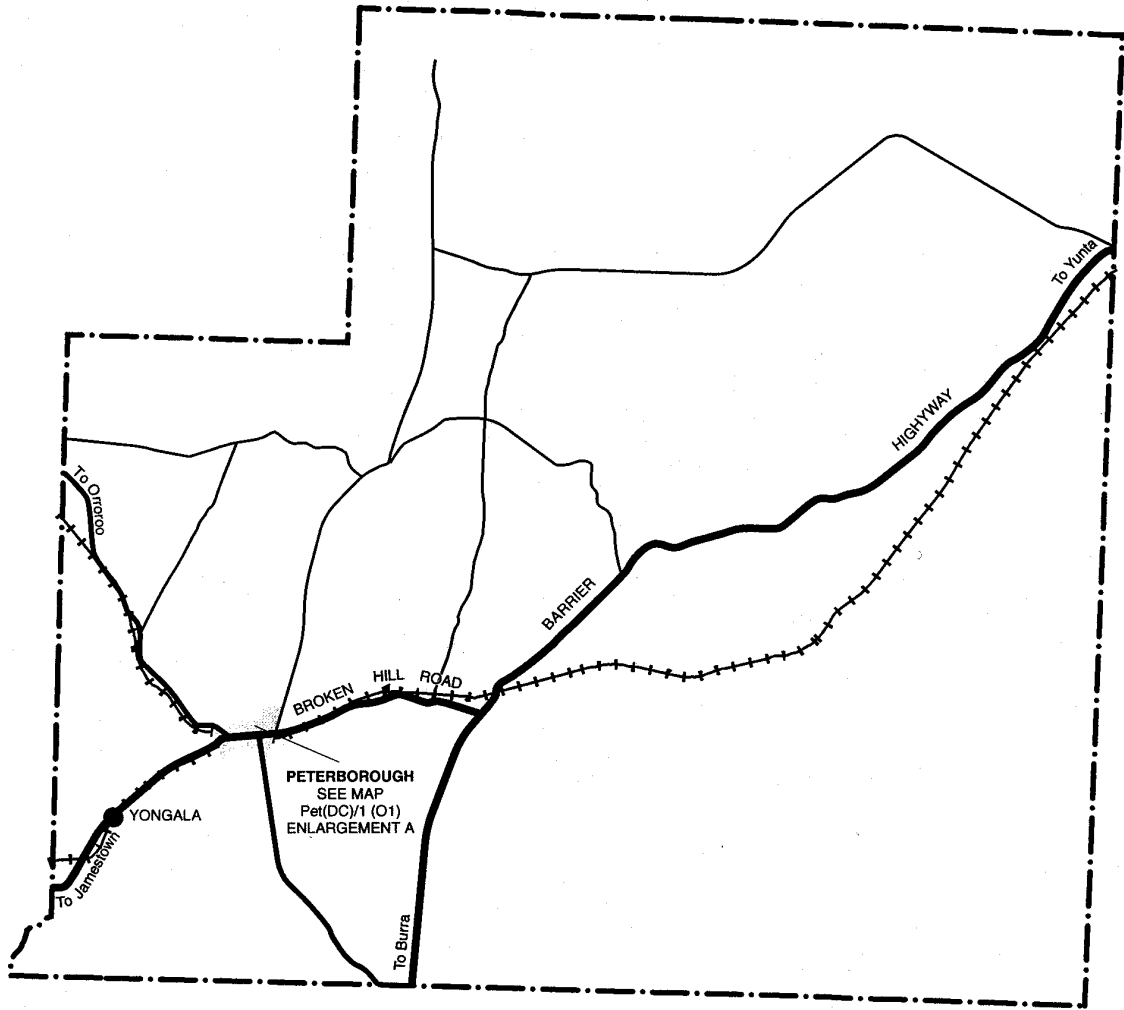 To Yunta
HIGHYWAY
To Orroroo
BARRIER
BROKEN HILL ROAD
PETERBOROUGH
SEE MAP
Pet(DC)/1 (O1)
ENLARGEMENT A
YONGALA
To Jamestown
To Burra